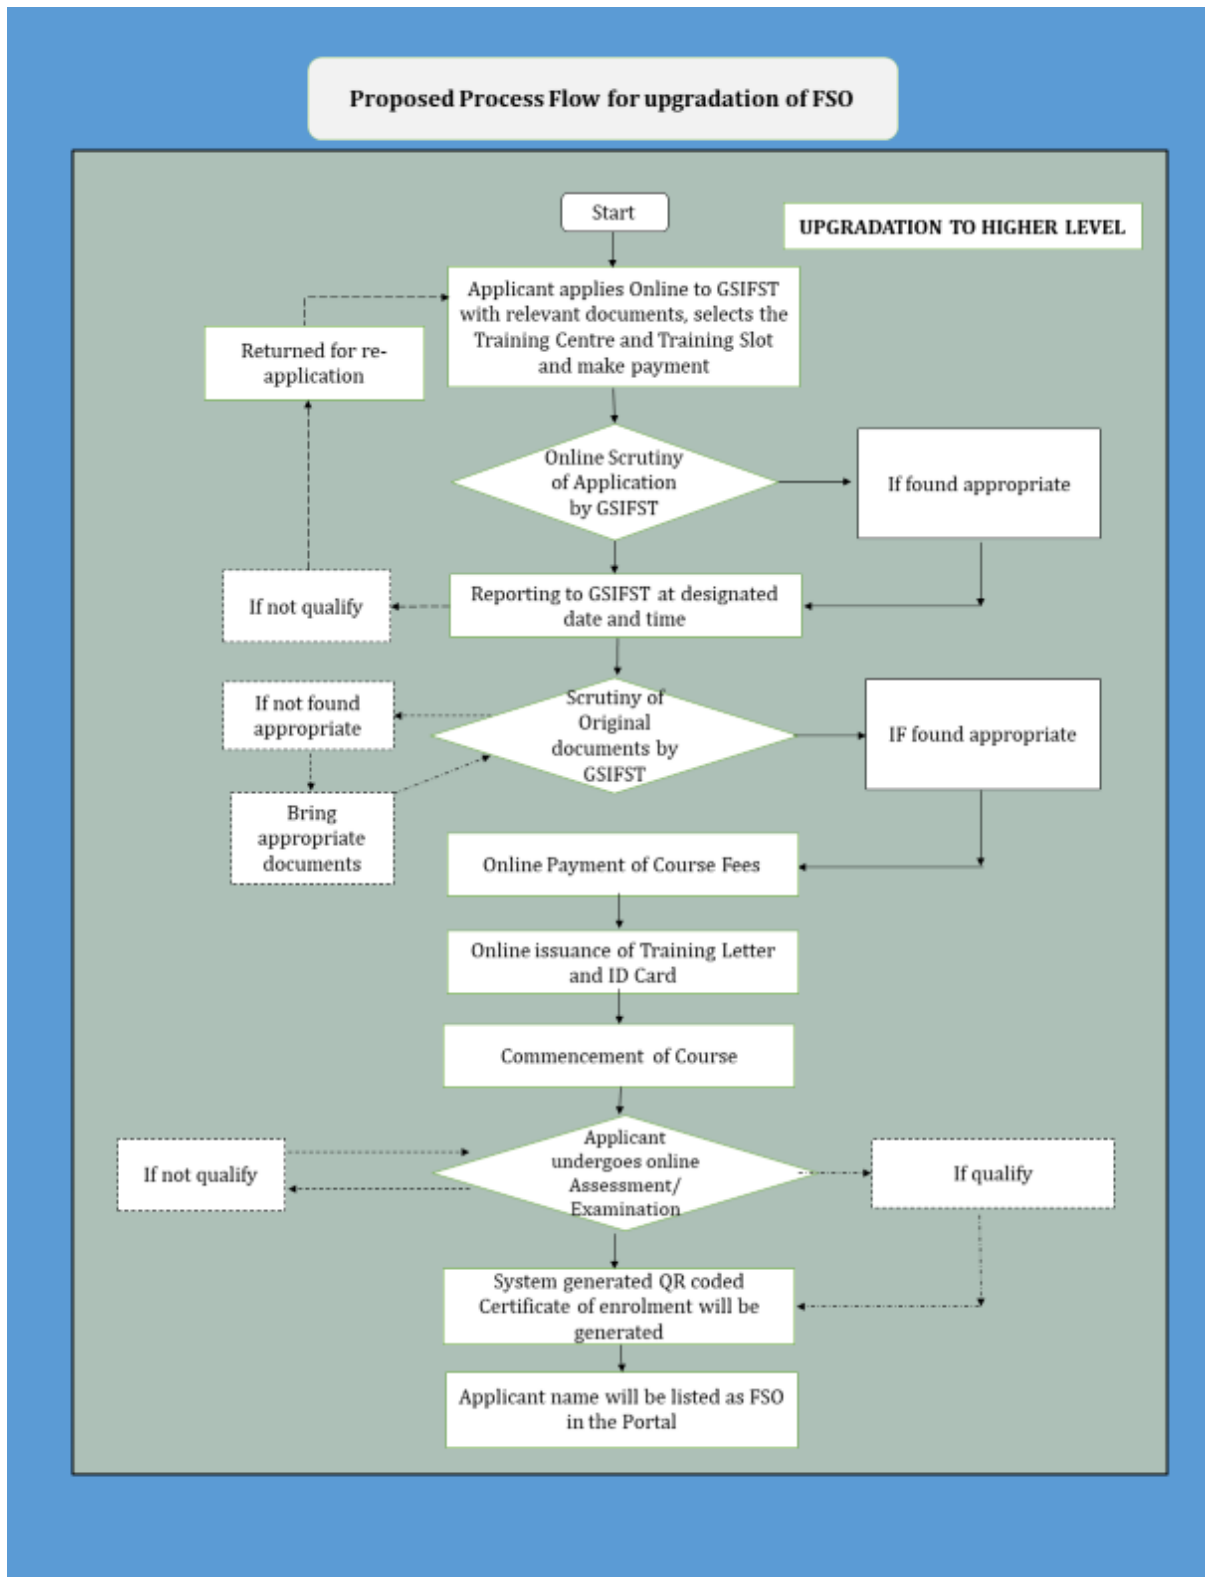 Proposed Process Flow for upgradation of FSO
Start
UPGRADATION TO HIGHER LEVEL
Applicant applies Online to GSIFST
with relevant documents, selects the
Training Centre and Training Slot
and make payment
Returned for re-
application
Online Scrutiny
of Application
by GSIFST
If found appropriate
If not qualify
Reporting to GSIFST at designated
date and time
If not found
appropriate
Scrutiny of
Original
documents by
GSIFST
IF found appropriate
Bring
appropriate
documents
Online Payment of Course Fees
Online issuance of Training Letter
and ID Card
Commencement of Course
If not qualify
Applicant
undergoes online
Assessment/
Examination
If qualify
System generated QR coded
Certificate of enrolment will be
generated
Applicant name will be listed as FSO
in the Portal